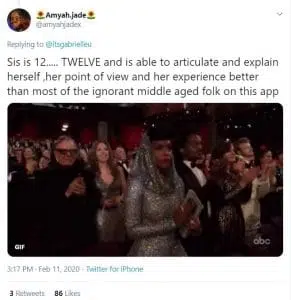 🌻Amyah.jade🌻
@amyahjadex
Replying to @itsgabrielleu
Sis is 12..... TWELVE and is able to articulate and explain
herself ,her point of view and her experience better
than most of the ignorant middle aged folk on this app
GIF
abc
3:17 PM · Feb 11, 2020 · Twitter for iPhone
3 Retweets 86 Likes